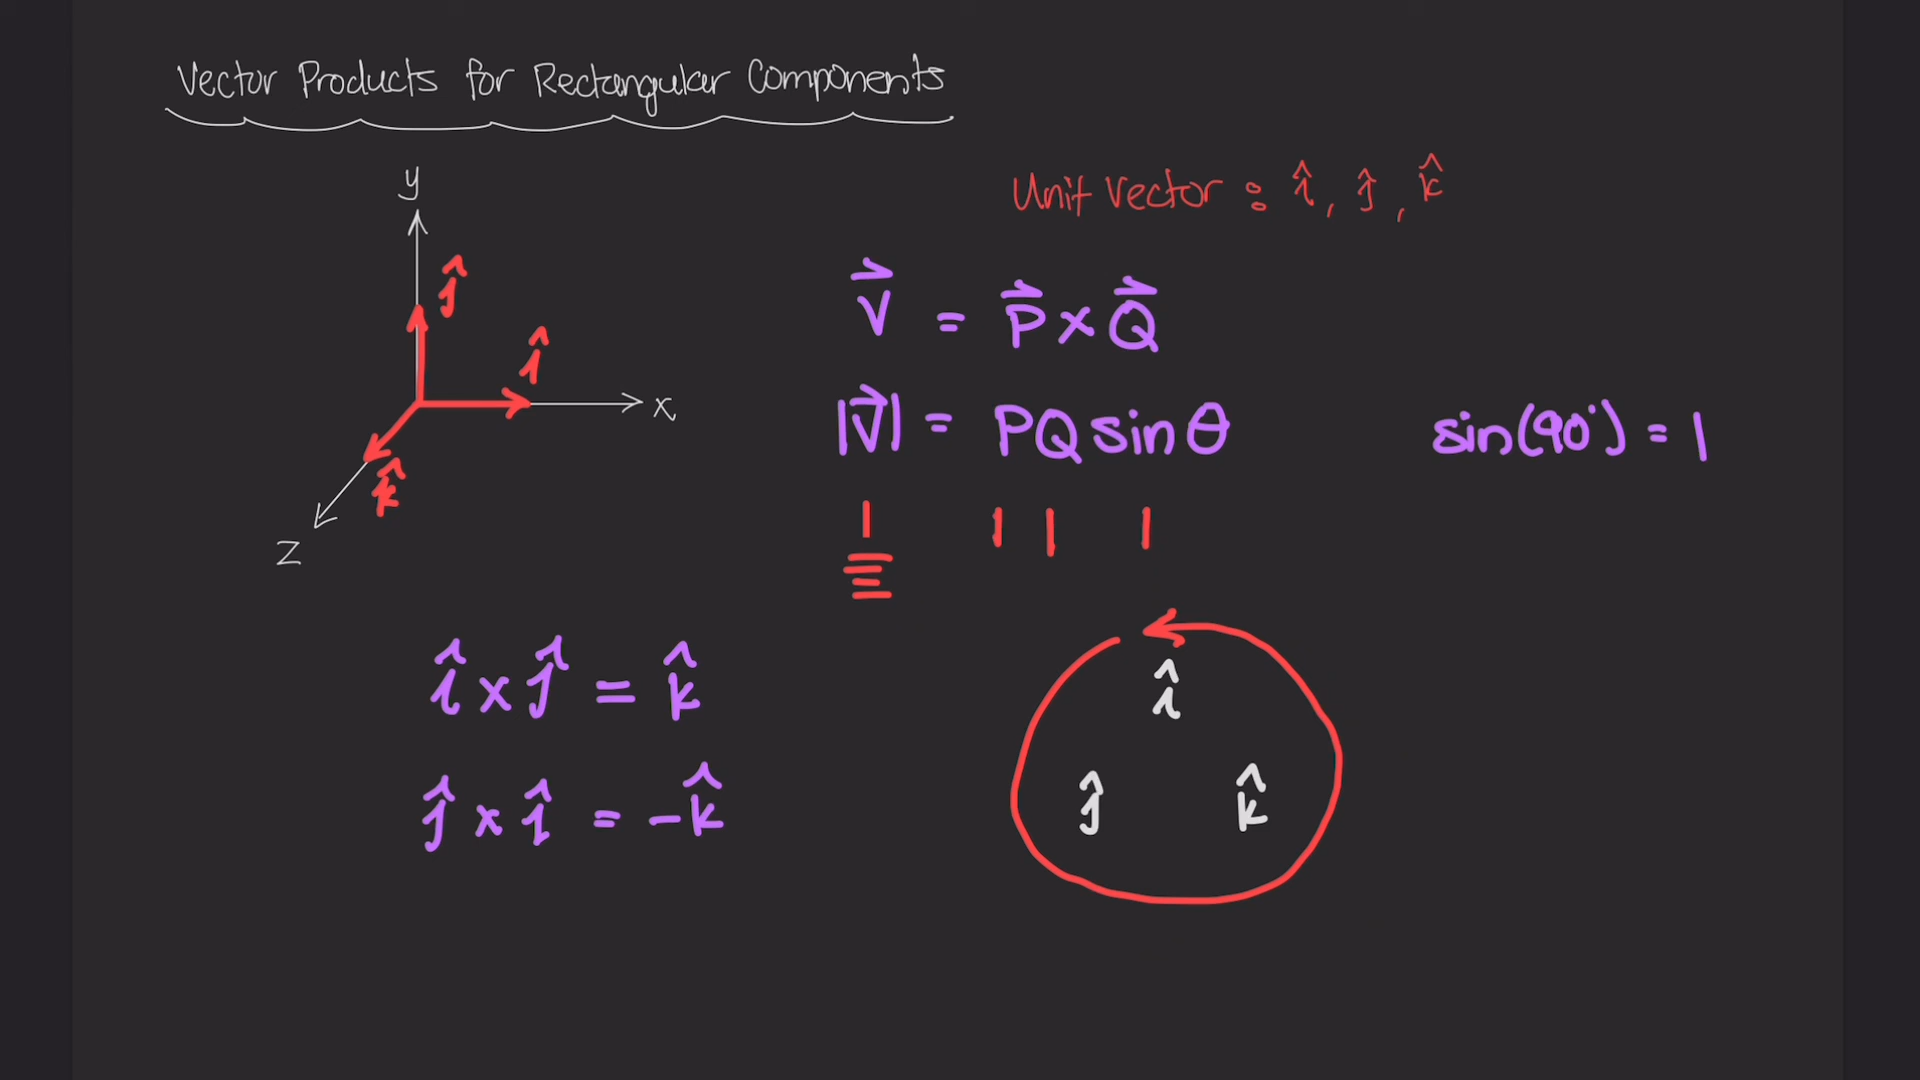 Vector Products for Rectangular Components
Unit Vector : î, ĵ, k̂
y
ĵ
î
x
k̂
z
V⃗ = P⃗ x Q⃗
|V⃗| = PQ sin θ
sin(90°) = 1
1 1 1 1
î x ĵ = k̂
ĵ x î = -k̂
î
ĵ k̂